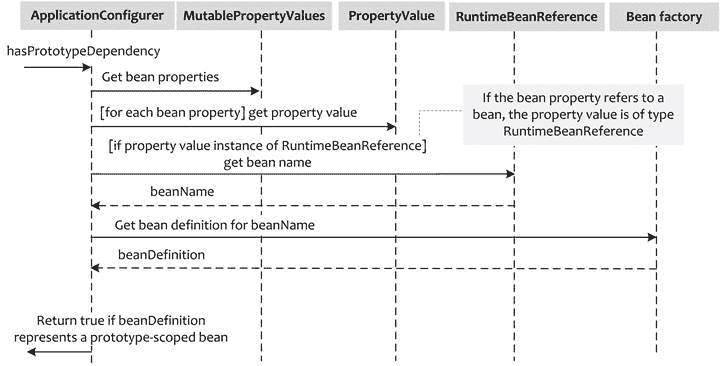 ApplicationConfigurer
MutablePropertyValues
PropertyValue
RuntimeBeanReference
Bean factory
hasPrototypeDependency
Get bean properties
[for each bean property] get property value
If the bean property refers to a
bean, the property value is of type
RuntimeBeanReference
[if property value instance of RuntimeBeanReference]
get bean name
beanName
Get bean definition for beanName
beanDefinition
Return true if beanDefinition
represents a prototype-scoped bean